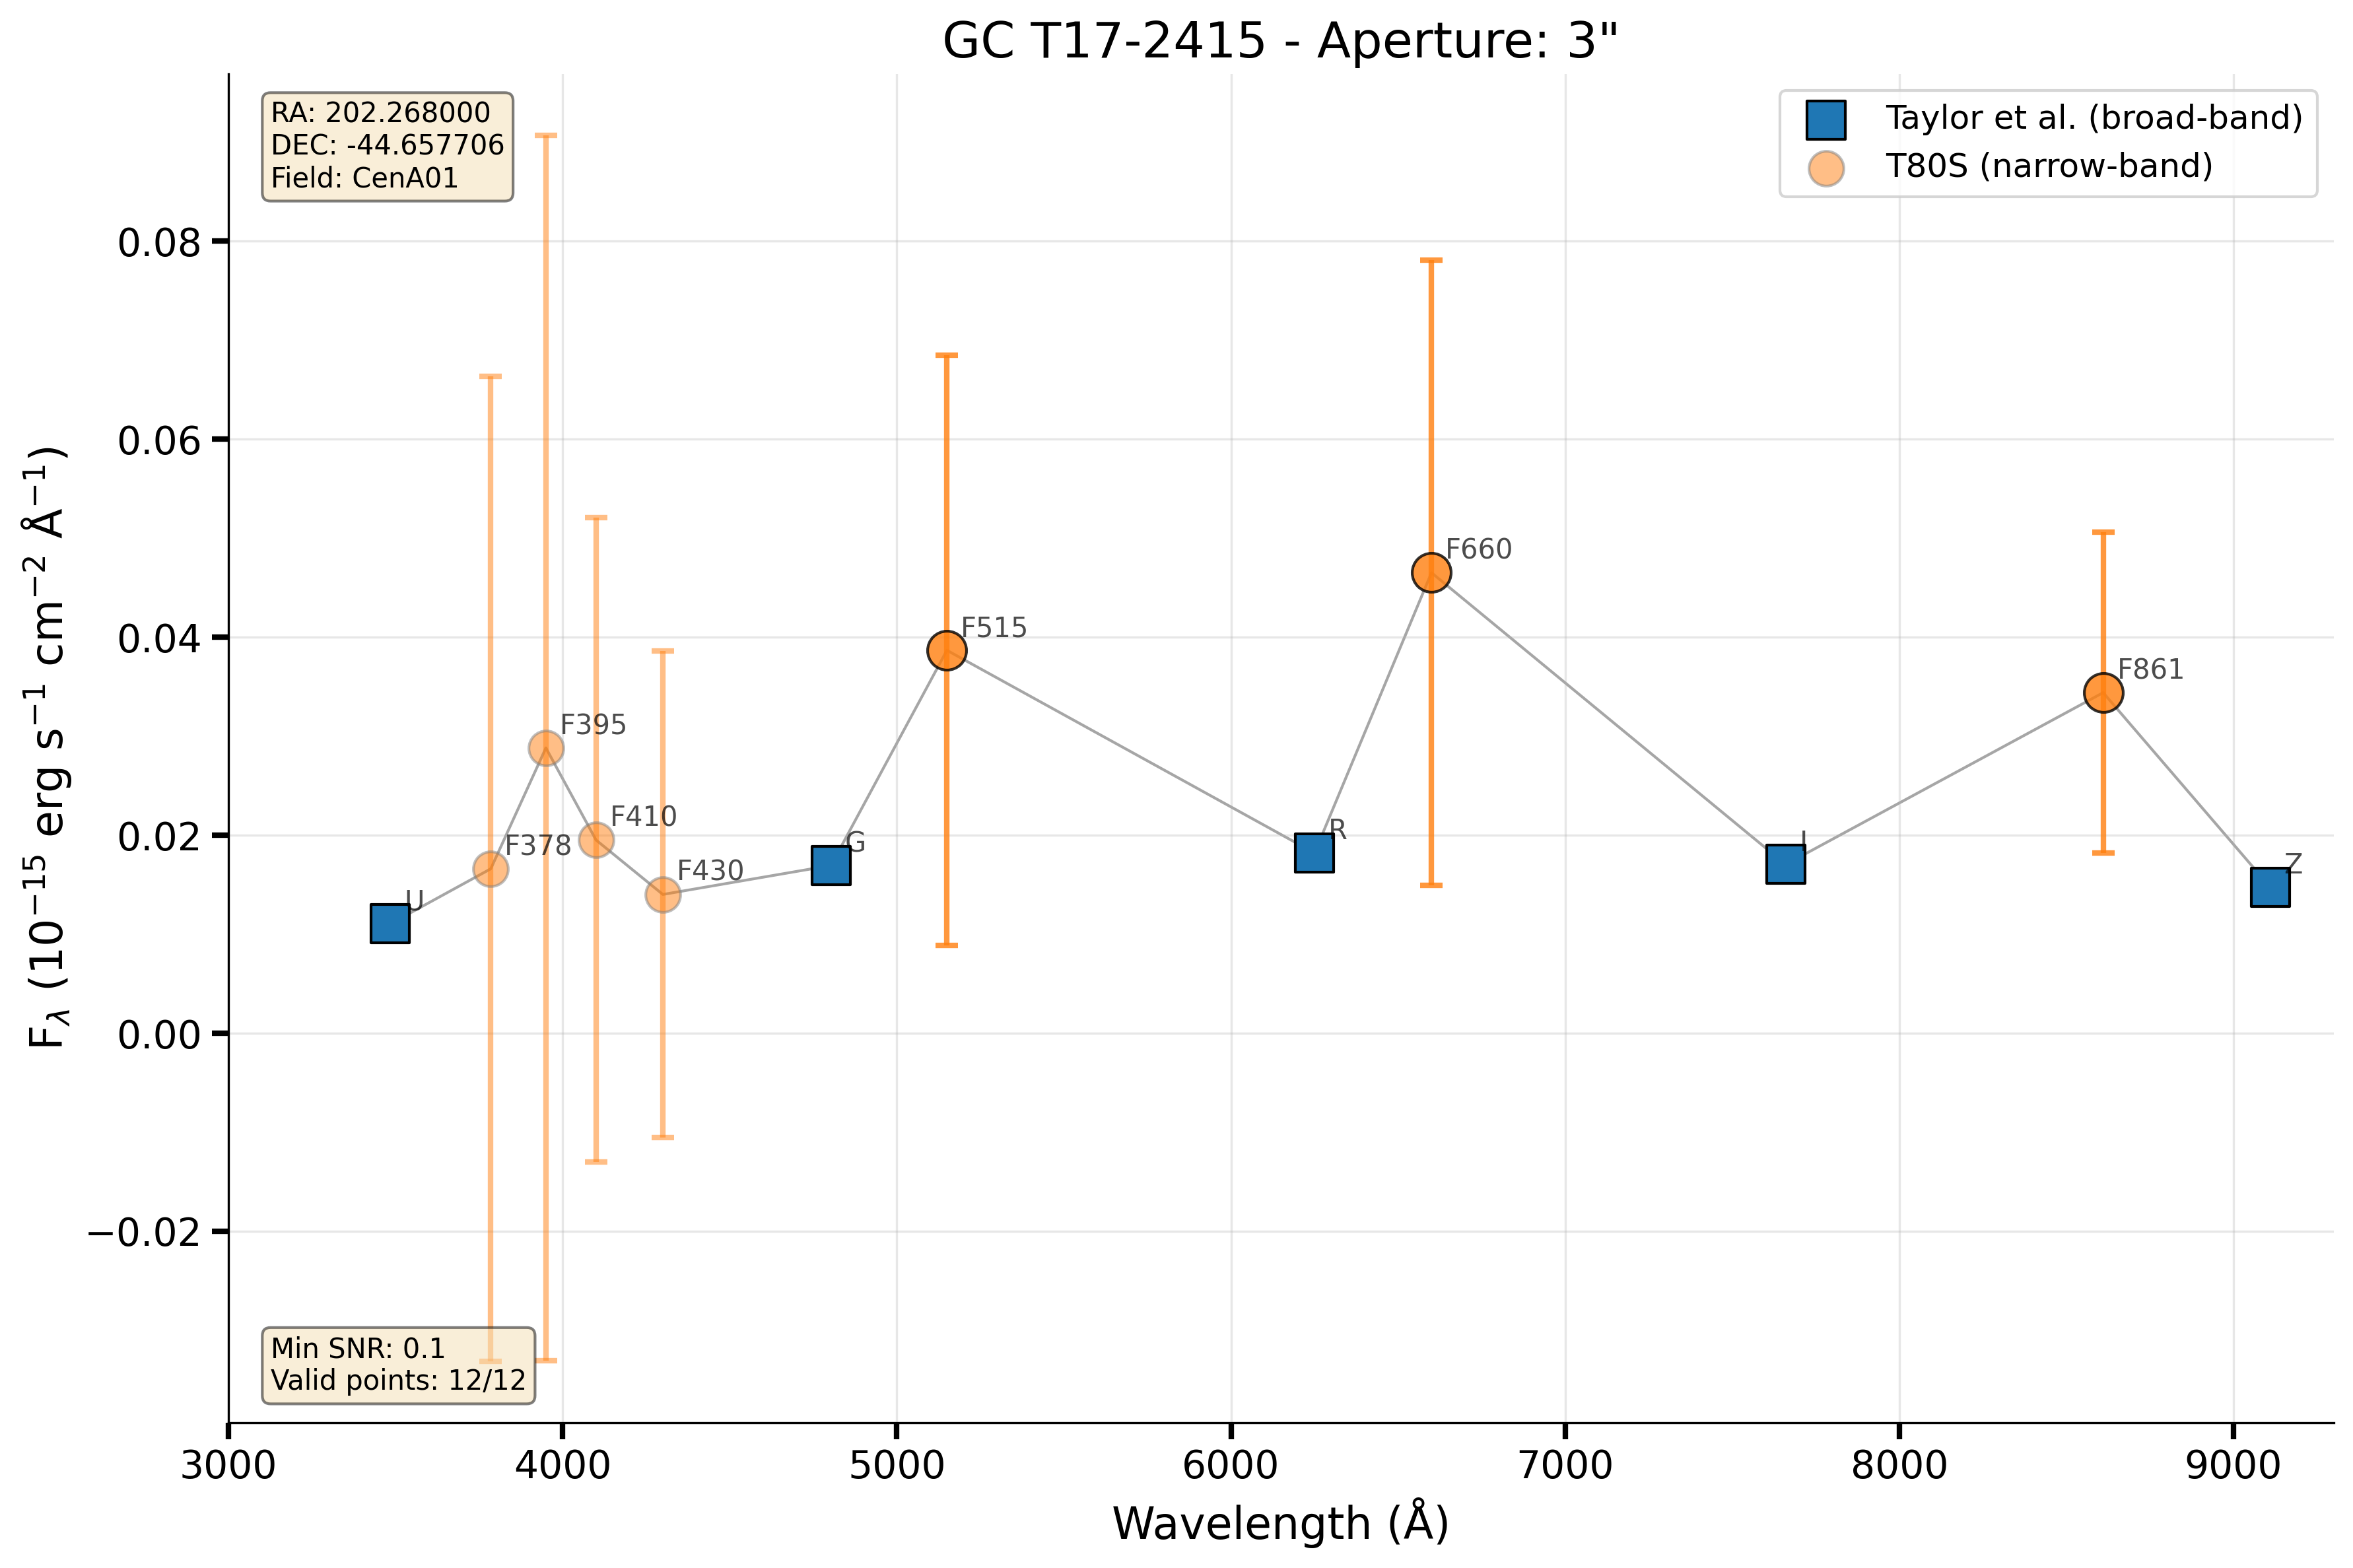 GC T17-2415 - Aperture: 3"
RA: 202.268000
DEC: -44.657706
Field: CenA01
Taylor et al. (broad-band)
T80S (narrow-band)
0.08
0.06
0.04
0.02
0.00
−0.02
F_λ (10⁻¹⁵ erg s⁻¹ cm⁻² Å⁻¹)
U
F378
F395
F410
F430
G
F515
R
F660
I
F861
Z
Min SNR: 0.1
Valid points: 12/12
3000
4000
5000
6000
7000
8000
9000
Wavelength (Å)